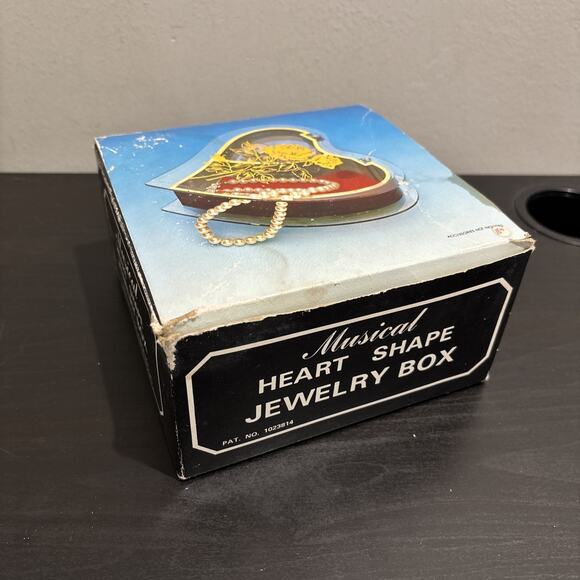 Musical
HEART SHAPE
JEWELRY BOX
PAT. NO. 1023814